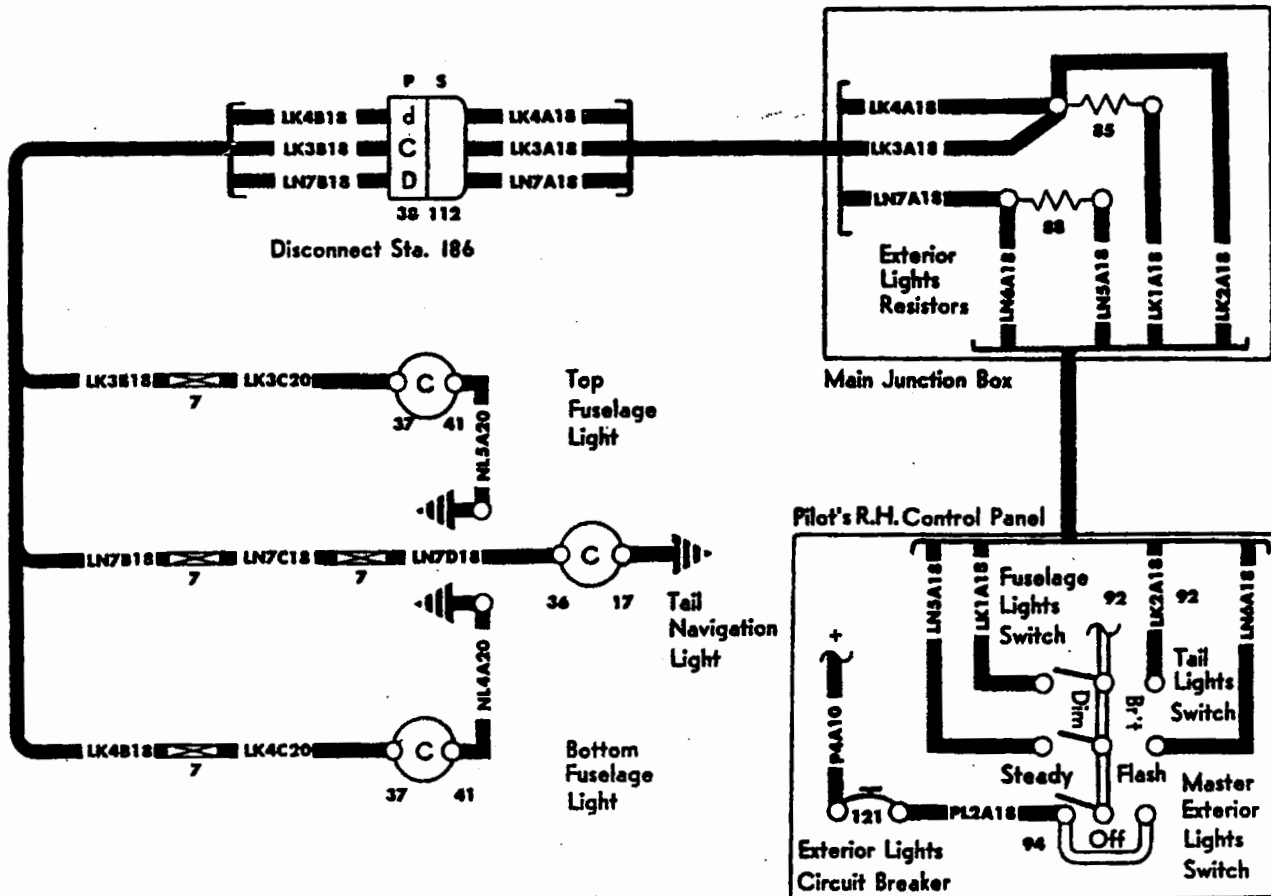 P S
LK4B18 d LK4A18
LK3B18 C LK3A18
LN7B18 D LN7A18
38 112
Disconnect Sta. 186
LK4A18
85
LK3A18
LN7A18
88
Exterior
Lights
Resistors
LN6A18
LN5A18
LK1A18
LK2A18
Main Junction Box
LK3B18 7 LK3C20 37 C 41
NL5A20
Top
Fuselage
Light
LN7B18 7 LN7C18 7 LN7D18 36 C 17
Tail
Navigation
Light
NL4A20
LK4B18 7 LK4C20 37 C 41
Bottom
Fuselage
Light
Pilot's R.H. Control Panel
LN5A18
LK1A18
Fuselage
Lights
Switch
92
LK2A18
92
LN6A18
+
P4A10
Dim
Br't
Tail
Lights
Switch
Steady Flash
Master
Exterior
Lights
Switch
121
PL2A18
94
Off
Exterior Lights
Circuit Breaker